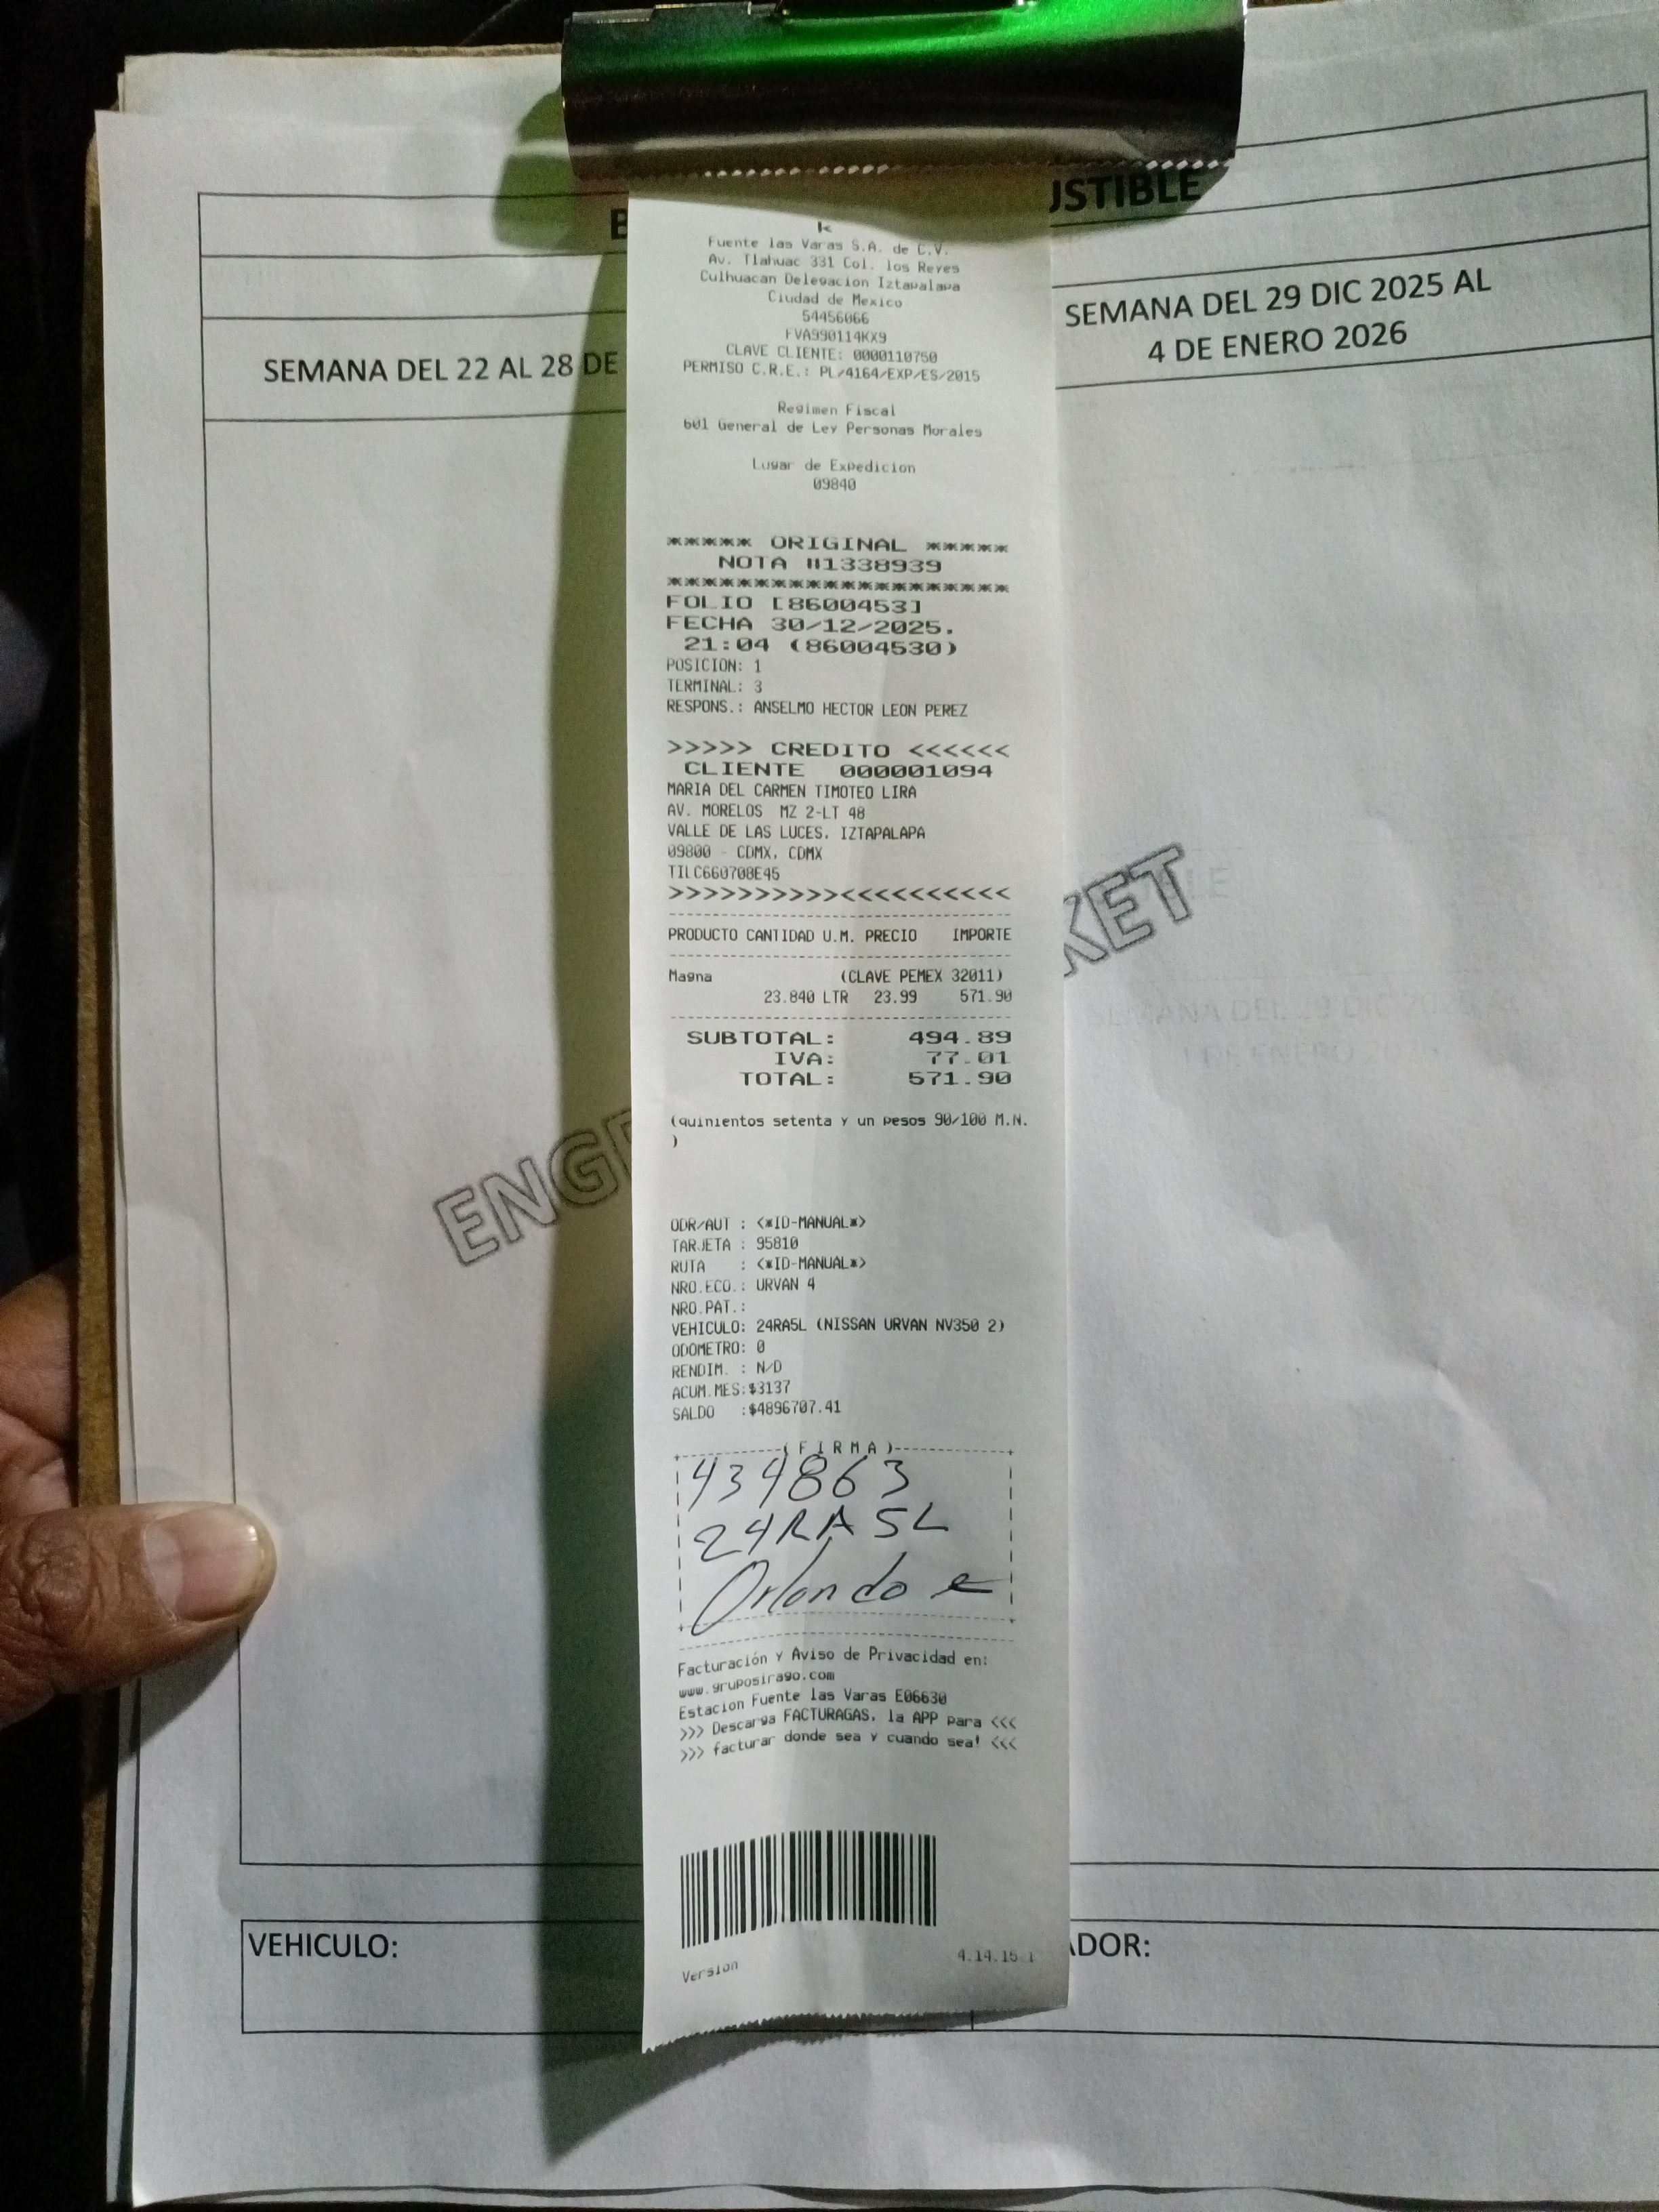 USTIBLE
SEMANA DEL 22 AL 28 DE
SEMANA DEL 29 DIC 2025 AL
4 DE ENERO 2026
Fuente las Varas S.A. de C.V.
Av. Tlahuac 331 Col. los Reyes
Culhuacan Delegacion Iztapalapa
Ciudad de Mexico
54456066
FVA990114KX9
CLAVE CLIENTE: 0000110750
PERMISO C.R.E.: PL/4164/EXP/ES/2015
Regimen Fiscal
601 General de Ley Personas Morales
Lugar de Expedicion
09840
***** ORIGINAL *****
NOTA #1338939
********************
FOLIO [8600453]
FECHA 30/12/2025,
21:04 (86004530)
POSICION: 1
TERMINAL: 3
RESPONS.: ANSELMO HECTOR LEON PEREZ
>>>>> CREDITO <<<<<<
CLIENTE 000001094
MARIA DEL CARMEN TIMOTEO LIRA
AV. MORELOS MZ 2-LT 48
VALLE DE LAS LUCES, IZTAPALAPA
09800 - CDMX, CDMX
TILC660708E45
>>>>>>>>>><<<<<<<<<<
PRODUCTO CANTIDAD U.M. PRECIO IMPORTE
Magna (CLAVE PEMEX 32011)
23.840 LTR 23.99 571.90
SUBTOTAL: 494.89
IVA: 77.01
TOTAL: 571.90
(quinientos setenta y un pesos 90/100 M.N.
)
ODR/AUT : <*ID-MANUAL*>
TARJETA : 95810
RUTA : <*ID-MANUAL*>
NRO.ECO.: URVAN 4
NRO.PAT.:
VEHICULO: 24RA5L (NISSAN URVAN NV350 2)
ODOMETRO: 0
RENDIM. : N/D
ACUM.MES:$3137
SALDO :$4896707.41
(FIRMA)
434863
24RA5L
Orlando
Facturación y Aviso de Privacidad en:
www.gruposirago.com
Estacion Fuente las Varas E06630
>>> Descarga FACTURAGAS, la APP para <<<
>>> facturar donde sea y cuando sea! <<<
Version 4.14.15.1
ENG
KET
VEHICULO:
ADOR: